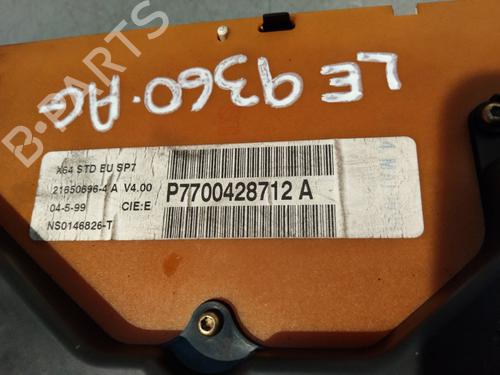 B-PARTS
LE 9360-AG
X64 STD EU SP7
21650696-4 A V4.00
04-5-99 CIE:E
NS0146826-T
P7700428712 A